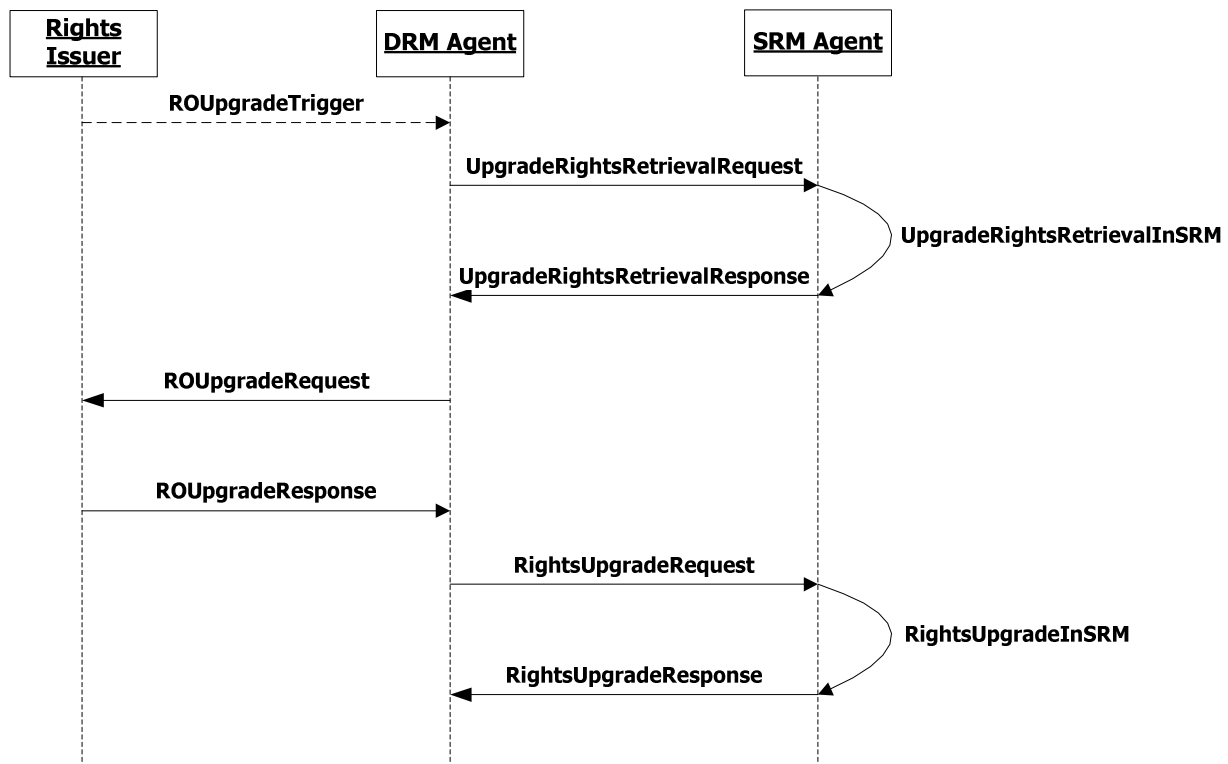 Rights
Issuer
DRM Agent
SRM Agent
ROUpgradeTrigger
UpgradeRightsRetrievalRequest
UpgradeRightsRetrievalInSRM
UpgradeRightsRetrievalResponse
ROUpgradeRequest
ROUpgradeResponse
RightsUpgradeRequest
RightsUpgradeInSRM
RightsUpgradeResponse